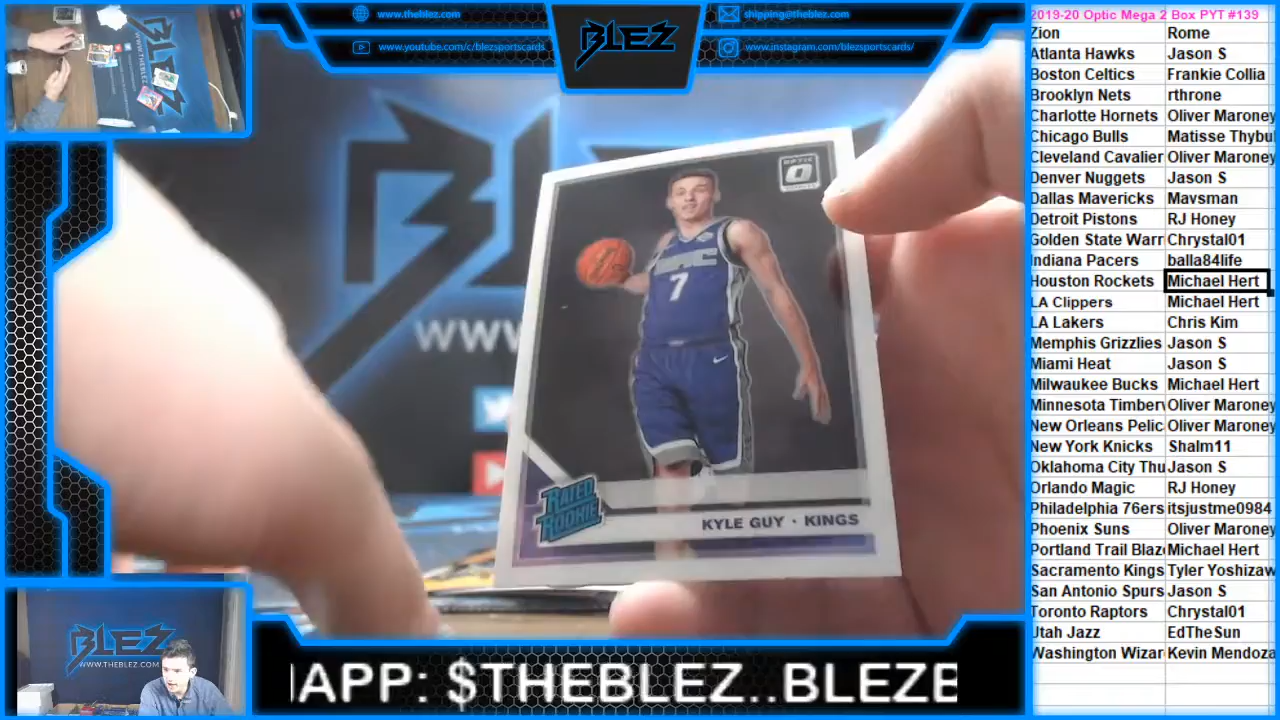 www.theblez.com
shipping@theblez.com
www.youtube.com/c/blezsportscards
www.instagram.com/blezsportscards/
BLEZ
OPTIC
7
RATED
ROOKIE
KYLE GUY · KINGS
WWW
BLEZ
WWW.THEBLEZ.COM
APP: $THEBLEZ..BLEZB
2019-20 Optic Mega 2 Box PYT #139
Zion Rome
Atlanta Hawks Jason S
Boston Celtics Frankie Collia
Brooklyn Nets rthrone
Charlotte Hornets Oliver Maroney
Chicago Bulls Matisse Thybu
Cleveland Cavalier Oliver Maroney
Denver Nuggets Jason S
Dallas Mavericks Mavsman
Detroit Pistons RJ Honey
Golden State Warr Chrystal01
Indiana Pacers balla84life
Houston Rockets Michael Hert
LA Clippers Michael Hert
LA Lakers Chris Kim
Memphis Grizzlies Jason S
Miami Heat Jason S
Milwaukee Bucks Michael Hert
Minnesota Timberv Oliver Maroney
New Orleans Pelic Oliver Maroney
New York Knicks Shalm11
Oklahoma City Thu Jason S
Orlando Magic RJ Honey
Philadelphia 76ers itsjustme0984
Phoenix Suns Oliver Maroney
Portland Trail Blaze Michael Hert
Sacramento Kings Tyler Yoshizaw
San Antonio Spurs Jason S
Toronto Raptors Chrystal01
Utah Jazz EdTheSun
Washington Wizar Kevin Mendoza